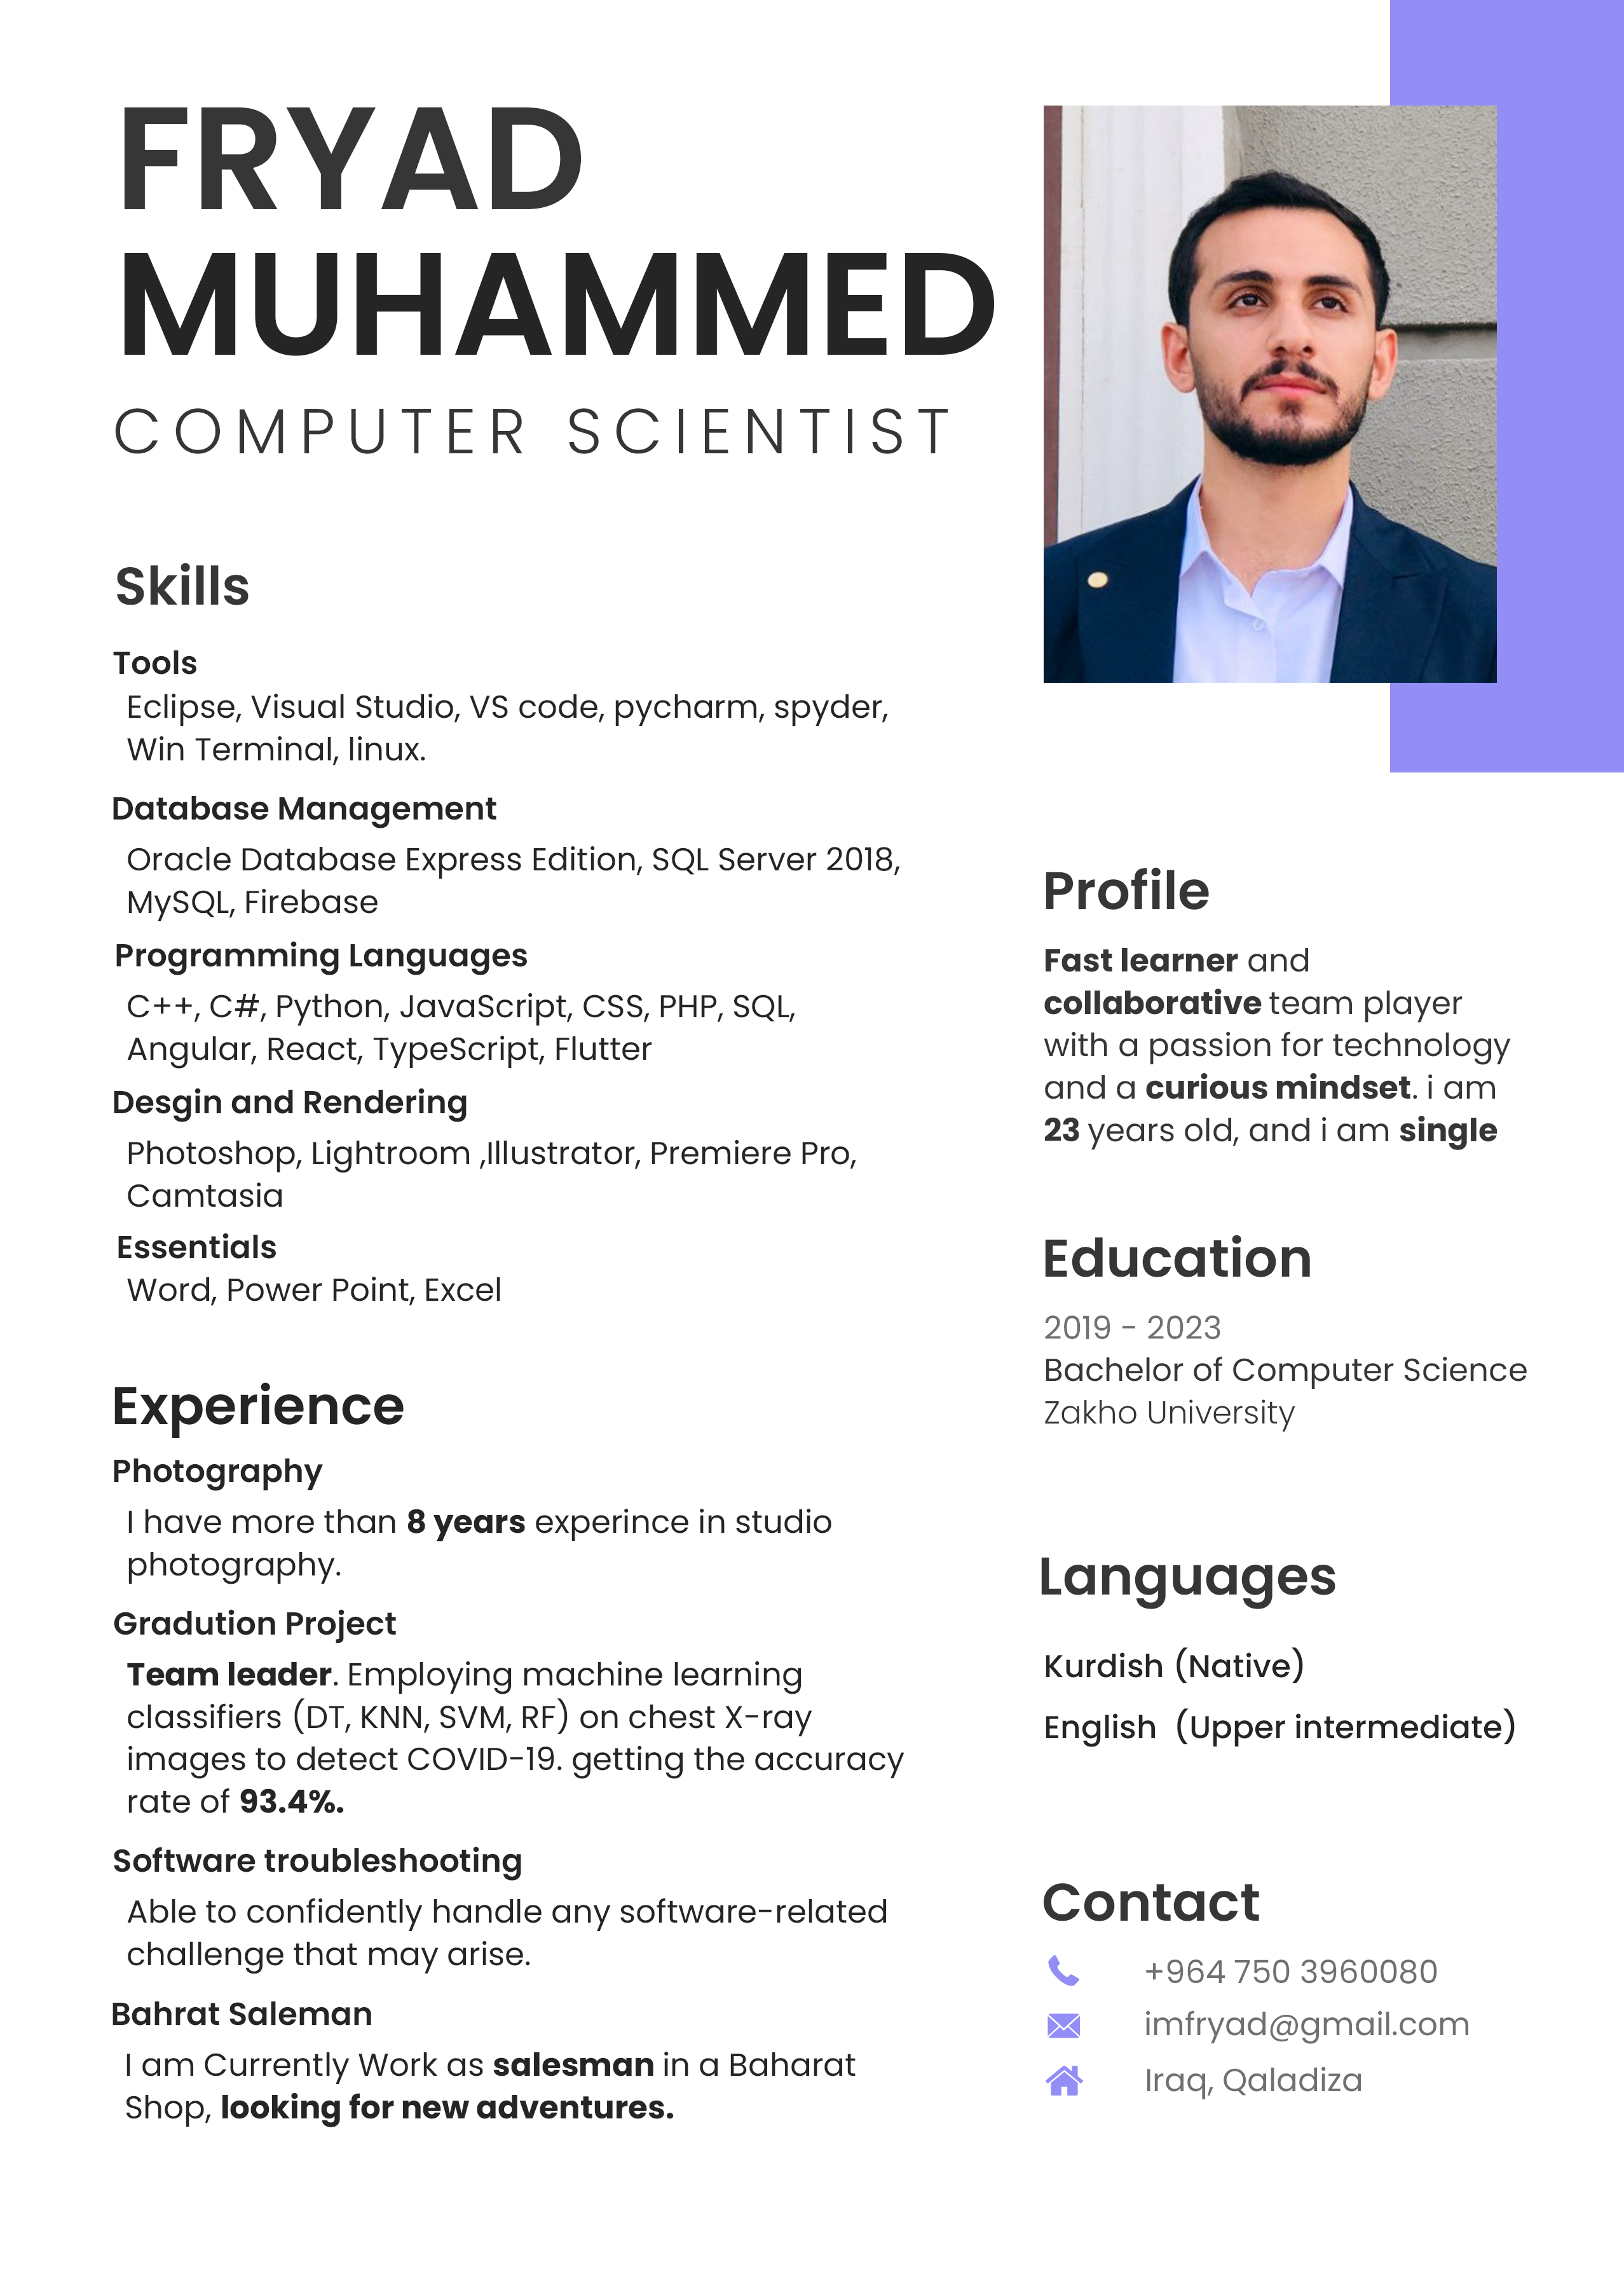 FRYAD
MUHAMMED
COMPUTER SCIENTIST
Skills
Tools
Eclipse, Visual Studio, VS code, pycharm, spyder,
Win Terminal, linux.
Database Management
Oracle Database Express Edition, SQL Server 2018,
MySQL, Firebase
Programming Languages
C++, C#, Python, JavaScript, CSS, PHP, SQL,
Angular, React, TypeScript, Flutter
Desgin and Rendering
Photoshop, Lightroom ,Illustrator, Premiere Pro,
Camtasia
Essentials
Word, Power Point, Excel
Experience
Photography
I have more than 8 years experince in studio
photography.
Gradution Project
Team leader. Employing machine learning
classifiers (DT, KNN, SVM, RF) on chest X-ray
images to detect COVID-19. getting the accuracy
rate of 93.4%.
Software troubleshooting
Able to confidently handle any software-related
challenge that may arise.
Bahrat Saleman
I am Currently Work as salesman in a Baharat
Shop, looking for new adventures.
Profile
Fast learner and
collaborative team player
with a passion for technology
and a curious mindset. i am
23 years old, and i am single
Education
2019 - 2023
Bachelor of Computer Science
Zakho University
Languages
Kurdish (Native)
English (Upper intermediate)
Contact
+964 750 3960080
imfryad@gmail.com
Iraq, Qaladiza